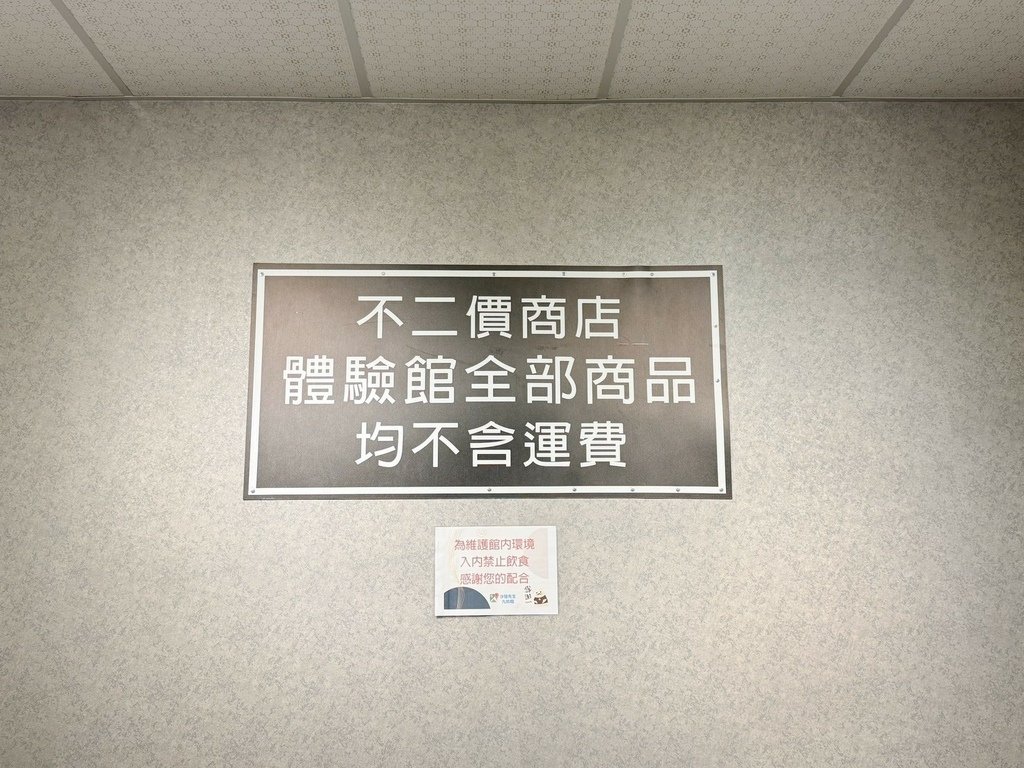 不二價商店
體驗館全部商品
均不含運費
為維護館內環境
入內禁止飲食
感謝您的配合